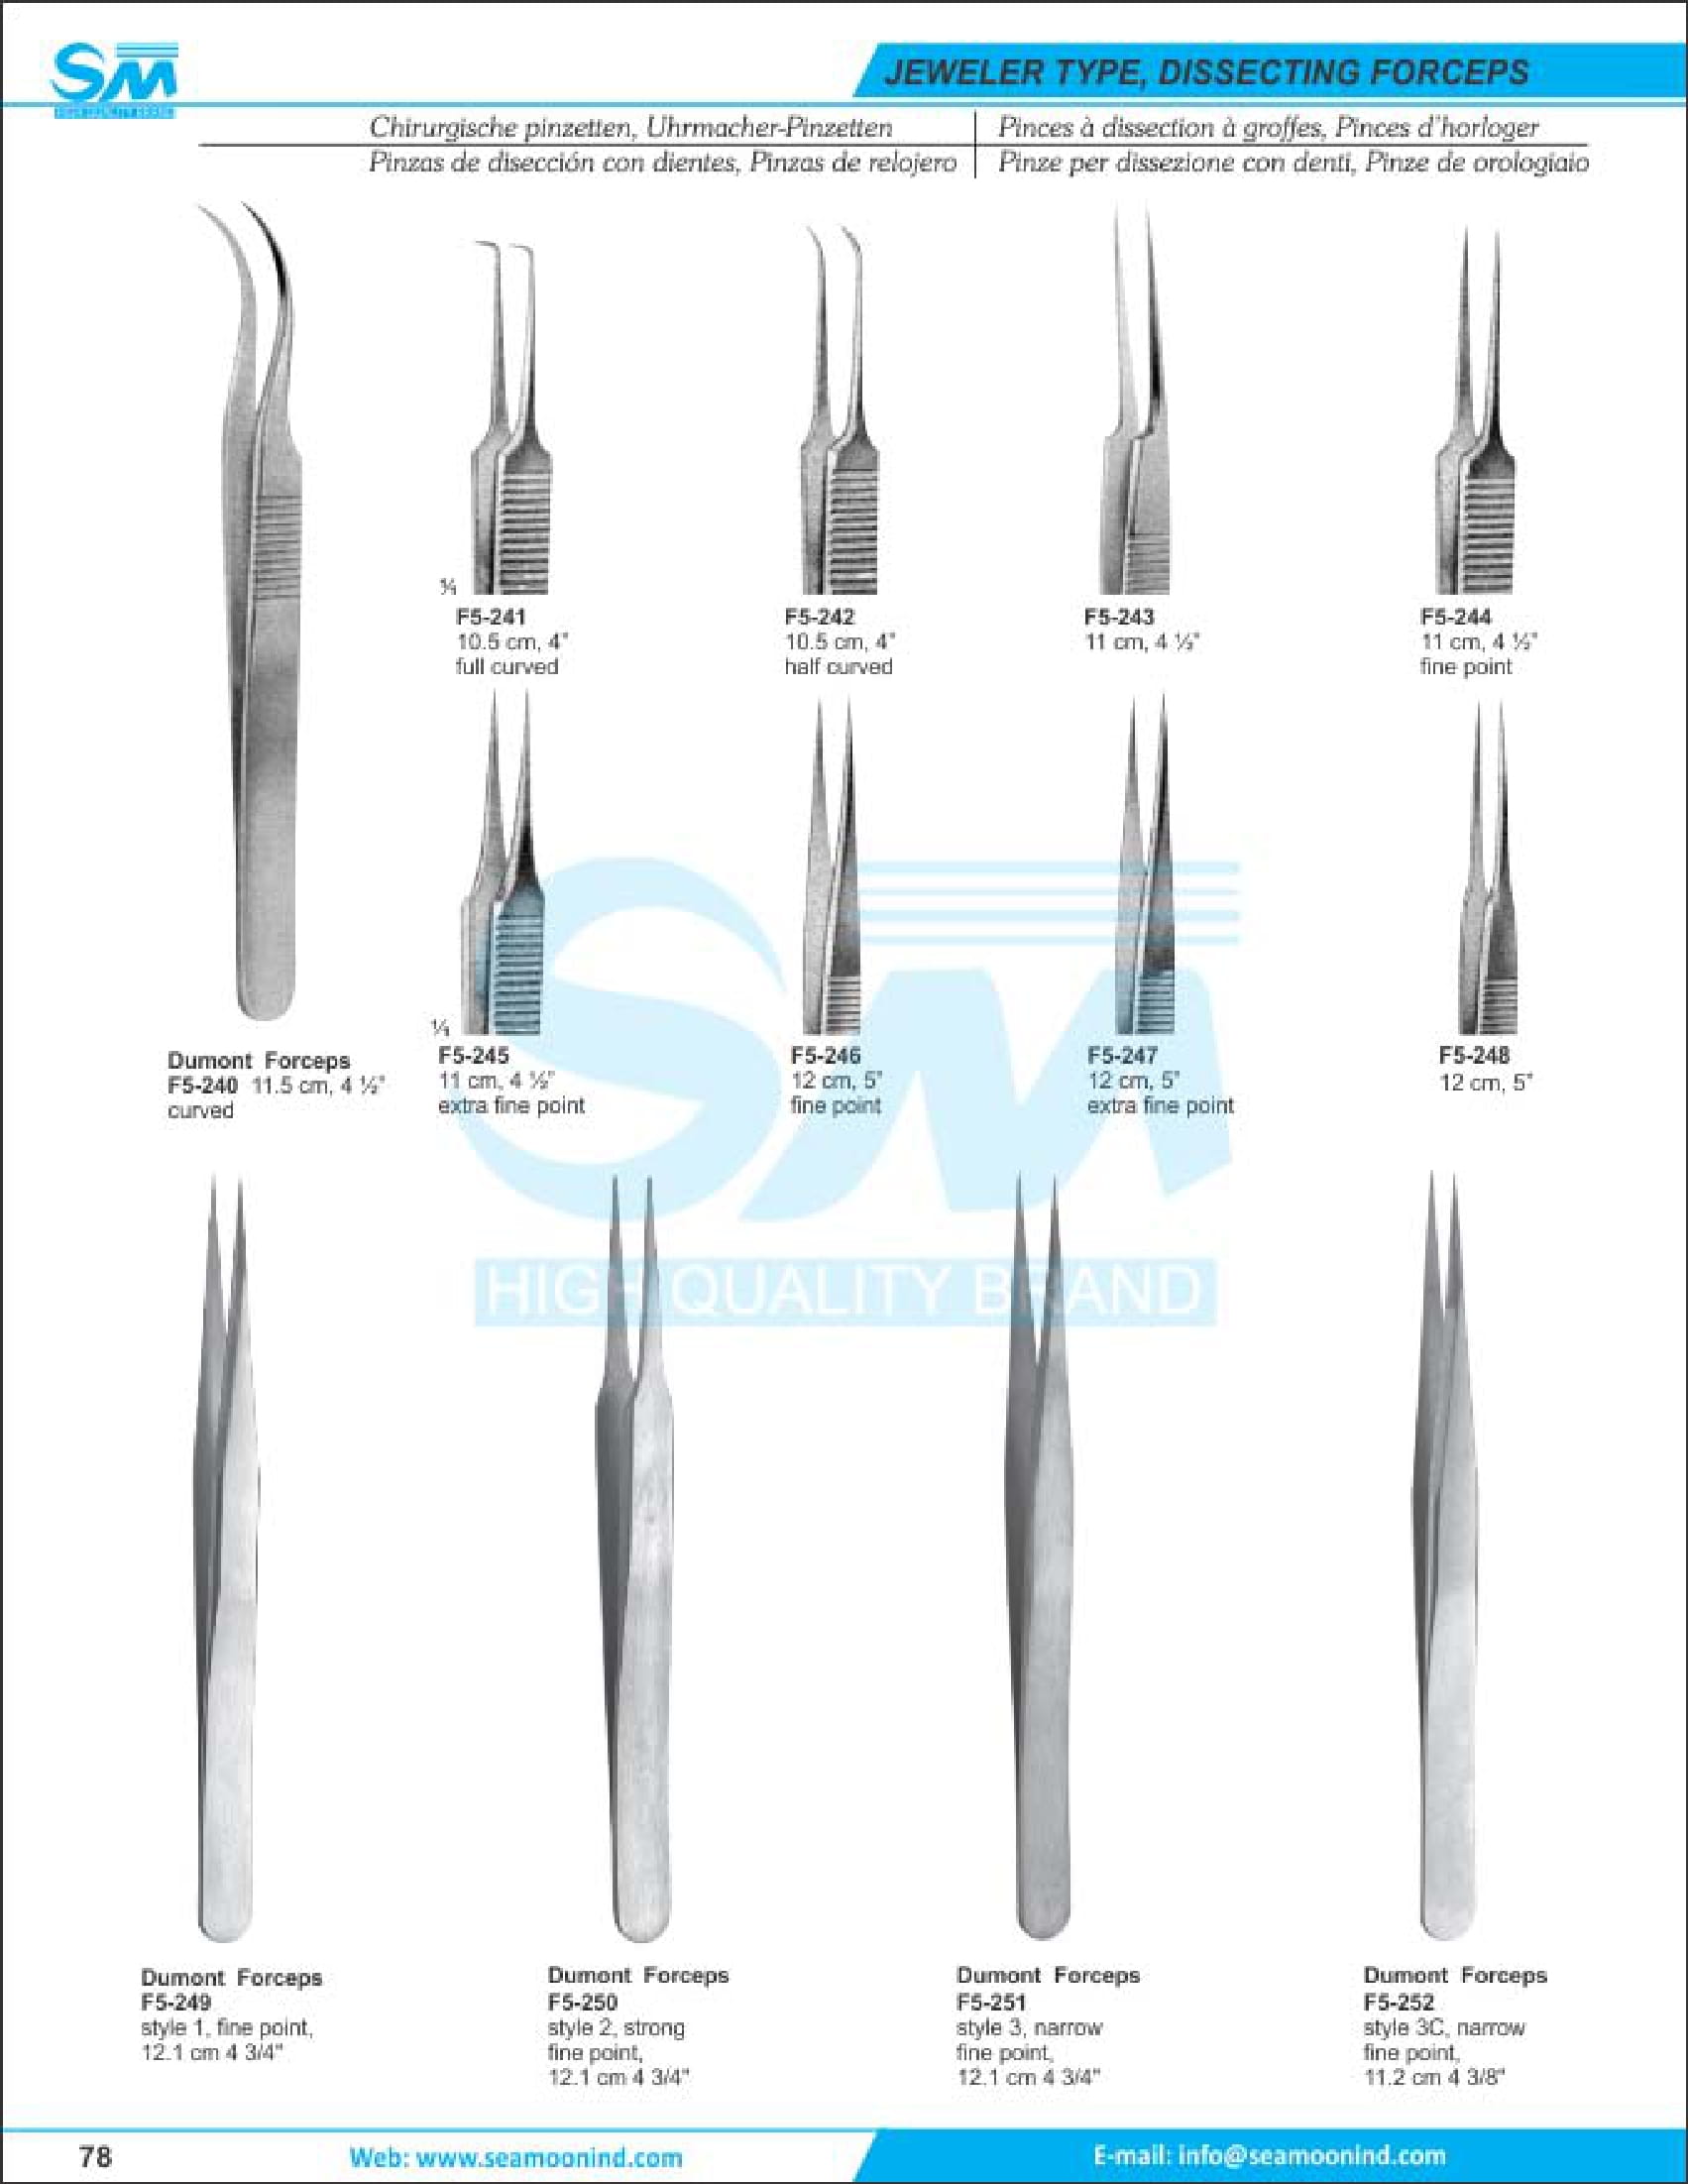 SM
HIGH QUALITY BRAND
JEWELER TYPE, DISSECTING FORCEPS
Chirurgische pinzetten, Uhrmacher-Pinzetten
Pinces à dissection à groffes, Pinces d'horloger
Pinzas de disección con dientes, Pinzas de relojero
Pinze per dissezione con denti, Pinze de orologiaio
F5-241
10.5 cm, 4"
full curved
F5-242
10.5 cm, 4"
half curved
F5-243
11 cm, 4 ½"
F5-244
11 cm, 4 ½"
fine point
Dumont Forceps
F5-240 11.5 cm, 4 ½"
curved
F5-245
11 cm, 4 ½"
extra fine point
F5-246
12 cm, 5"
fine point
F5-247
12 cm, 5"
extra fine point
F5-248
12 cm, 5"
SM
HIGH QUALITY BRAND
Dumont Forceps
F5-249
style 1, fine point,
12.1 cm 4 3/4"
Dumont Forceps
F5-250
style 2, strong
fine point,
12.1 cm 4 3/4"
Dumont Forceps
F5-251
style 3, narrow
fine point,
12.1 cm 4 3/4"
Dumont Forceps
F5-252
style 3C, narrow
fine point,
11.2 cm 4 3/8"
78
Web: www.seamoonind.com
E-mail: info@seamoonind.com